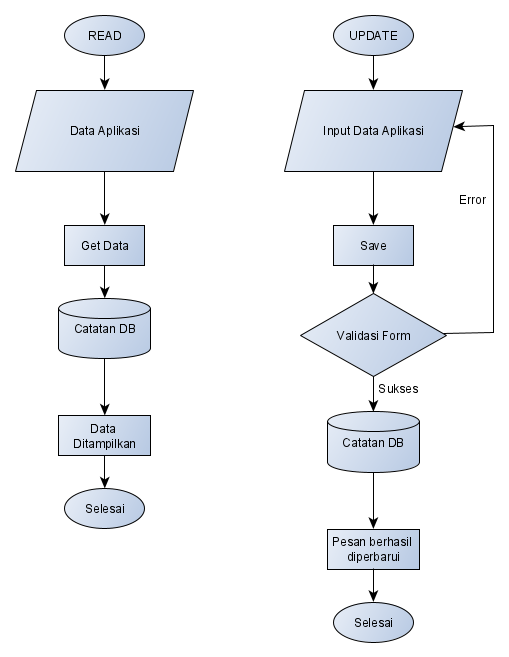 READ
Data Aplikasi
Get Data
Catatan DB
Data
Ditampilkan
Selesai
UPDATE
Input Data Aplikasi
Error
Save
Validasi Form
Sukses
Catatan DB
Pesan berhasil
diperbarui
Selesai